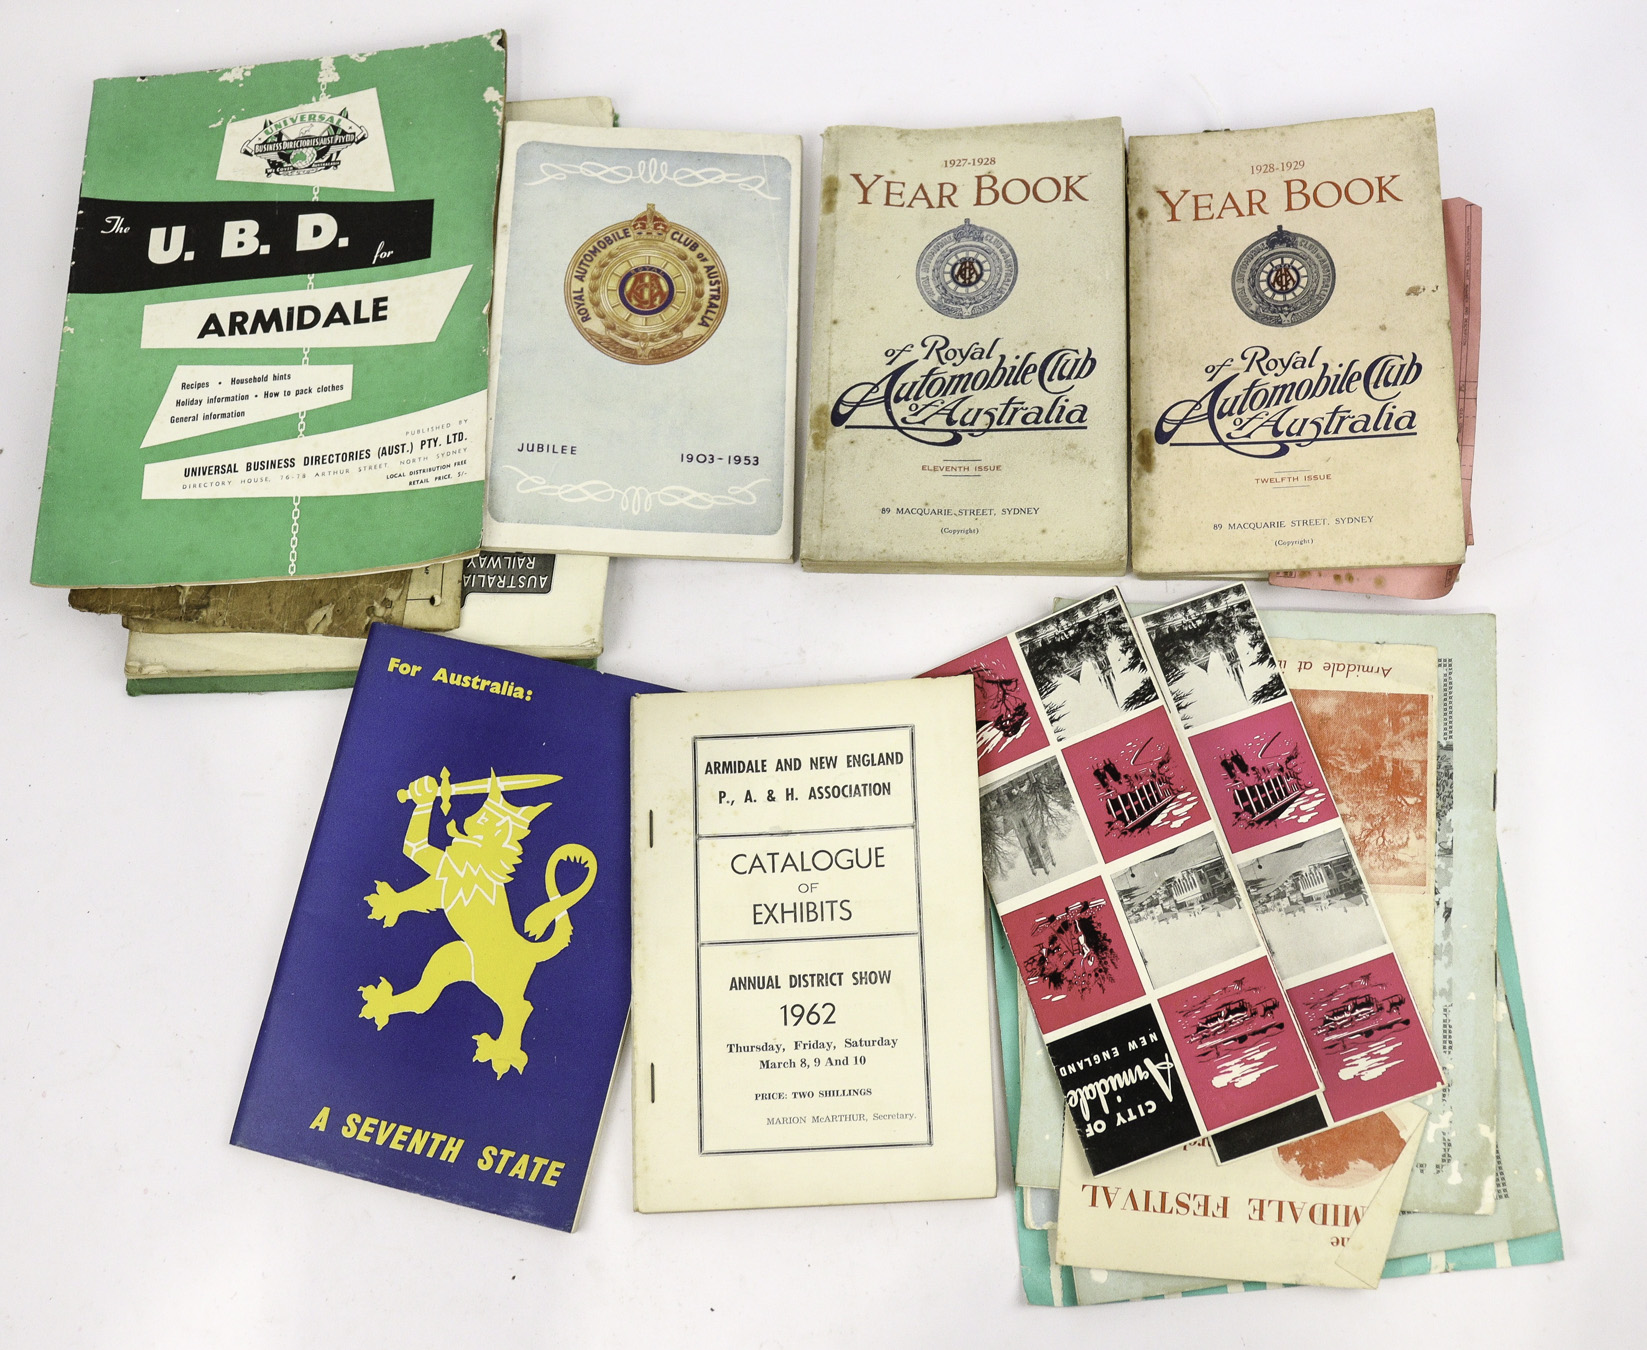 UNIVERSAL
BUSINESS DIRECTORIES (AUST.) PTY. LTD.
The
U. B. D.
for
ARMIDALE
Recipes • Household hints
Holiday information • How to pack clothes
General information
PUBLISHED BY
UNIVERSAL BUSINESS DIRECTORIES (AUST.) PTY. LTD.
DIRECTORY HOUSE, 76-78 ARTHUR STREET, NORTH SYDNEY
LOCAL DISTRIBUTION FREE
RETAIL PRICE, 5/-
AUSTRALIA
RAILWAY
ROYAL AUTOMOBILE CLUB OF AUSTRALIA
ROYAL
JUBILEE
1903-1953
1927-1928
YEAR BOOK
of Royal
Automobile Club
of Australia
ELEVENTH ISSUE
89 MACQUARIE STREET, SYDNEY
(Copyright)
1928-1929
YEAR BOOK
of Royal
Automobile Club
of Australia
TWELFTH ISSUE
89 MACQUARIE STREET, SYDNEY
(Copyright)
For Australia:
A SEVENTH STATE
ARMIDALE AND NEW ENGLAND
P., A. & H. ASSOCIATION
CATALOGUE
OF
EXHIBITS
ANNUAL DISTRICT SHOW
1962
Thursday, Friday, Saturday
March 8, 9 And 10
PRICE: TWO SHILLINGS
MARION McARTHUR, Secretary.
CITY OF
Armidale
NEW ENGLAND
Armidale at
MIDALE FESTIVAL